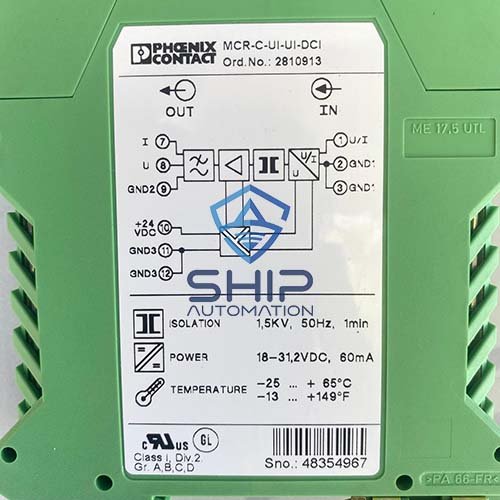 PHŒNIX CONTACT
MCR-C-UI-UI-DCI
Ord.No.: 2810913
OUT
IN
ME 17,5 UTL
I 7
1 U/I
U 8
2 GND1
GND2 9
3 GND1
U/I
U
+24 VDC 10
GND3 11
GND3 12
SHIP
AUTOMATION
ISOLATION 1,5KV, 50Hz, 1min
POWER 18-31,2VDC, 60mA
TEMPERATURE -25 ... + 65°C
-13 ... +149°F
c RU us
GL
Class I, Div.2
Gr. A,B,C,D
Sno.: 48354967
>PA 66-FR<